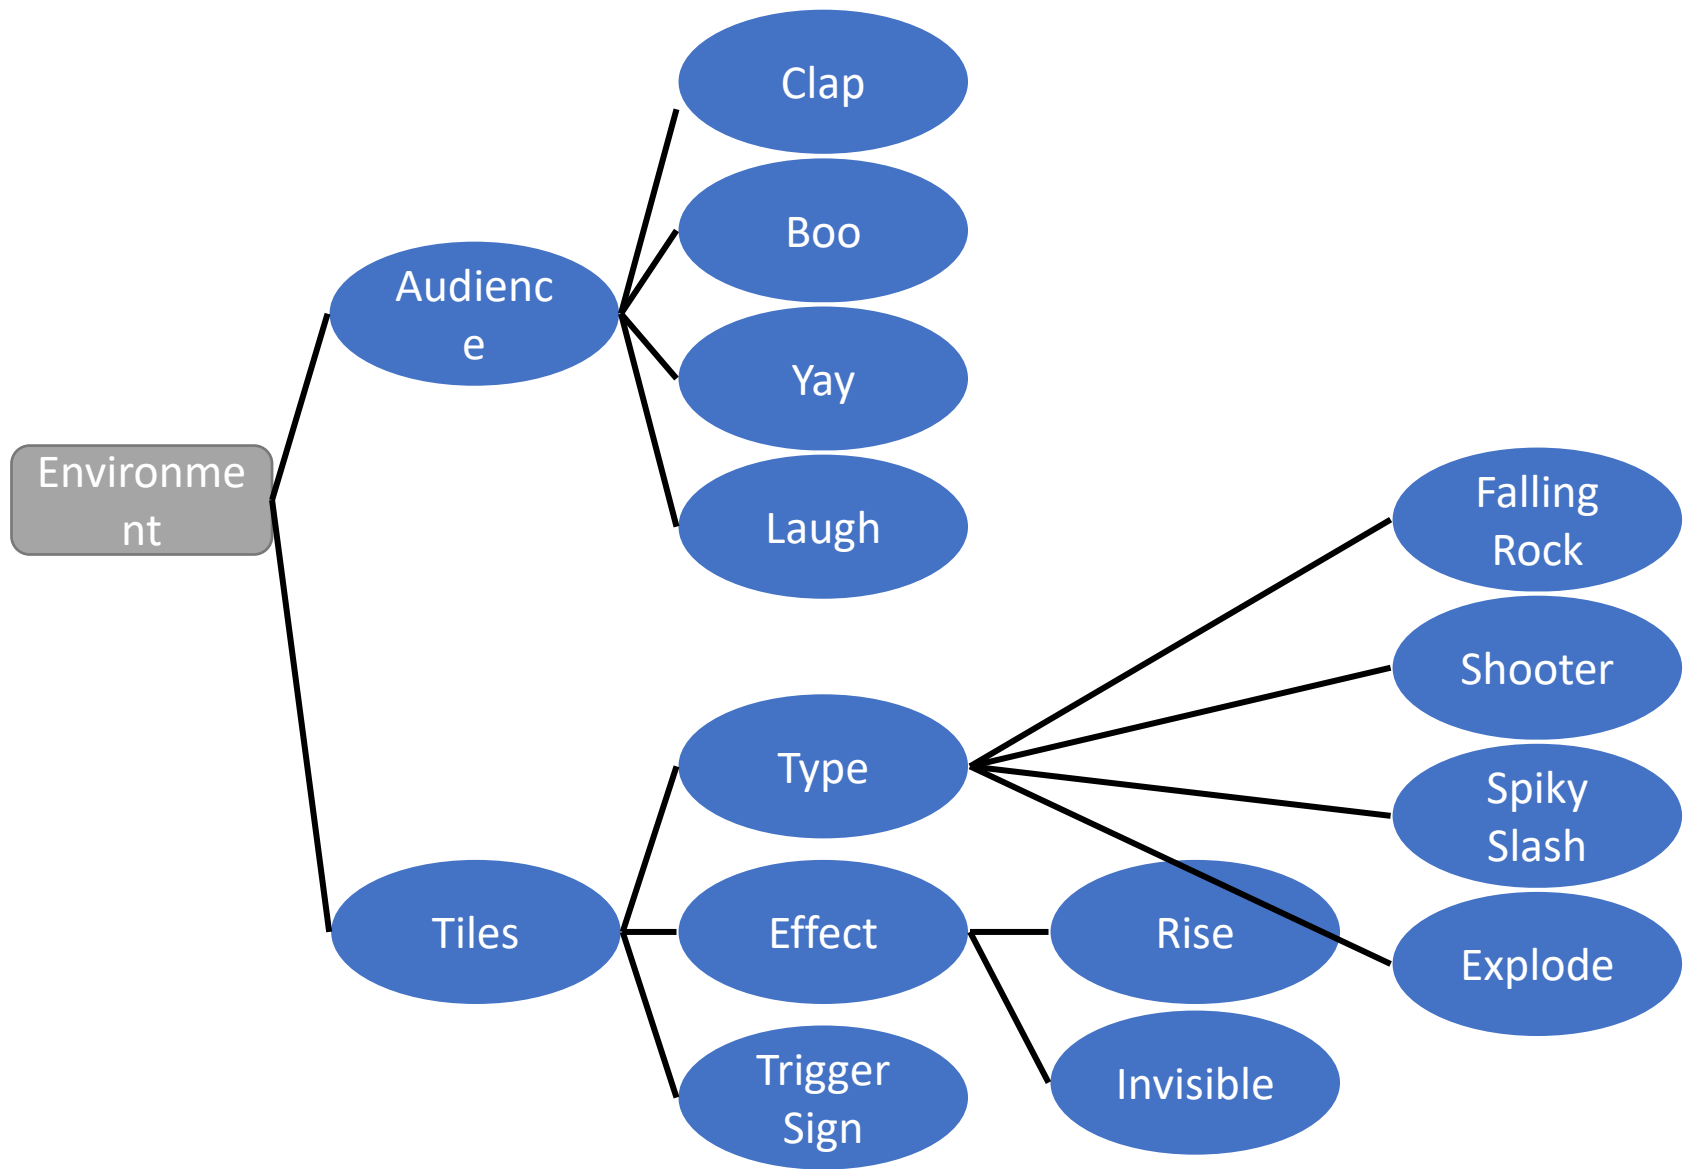 Clap
Boo
Audienc
e
Yay
Environme
nt
Laugh
Falling
Rock
Shooter
Type
Spiky
Slash
Tiles
Effect
Rise
Explode
Trigger
Sign
Invisible